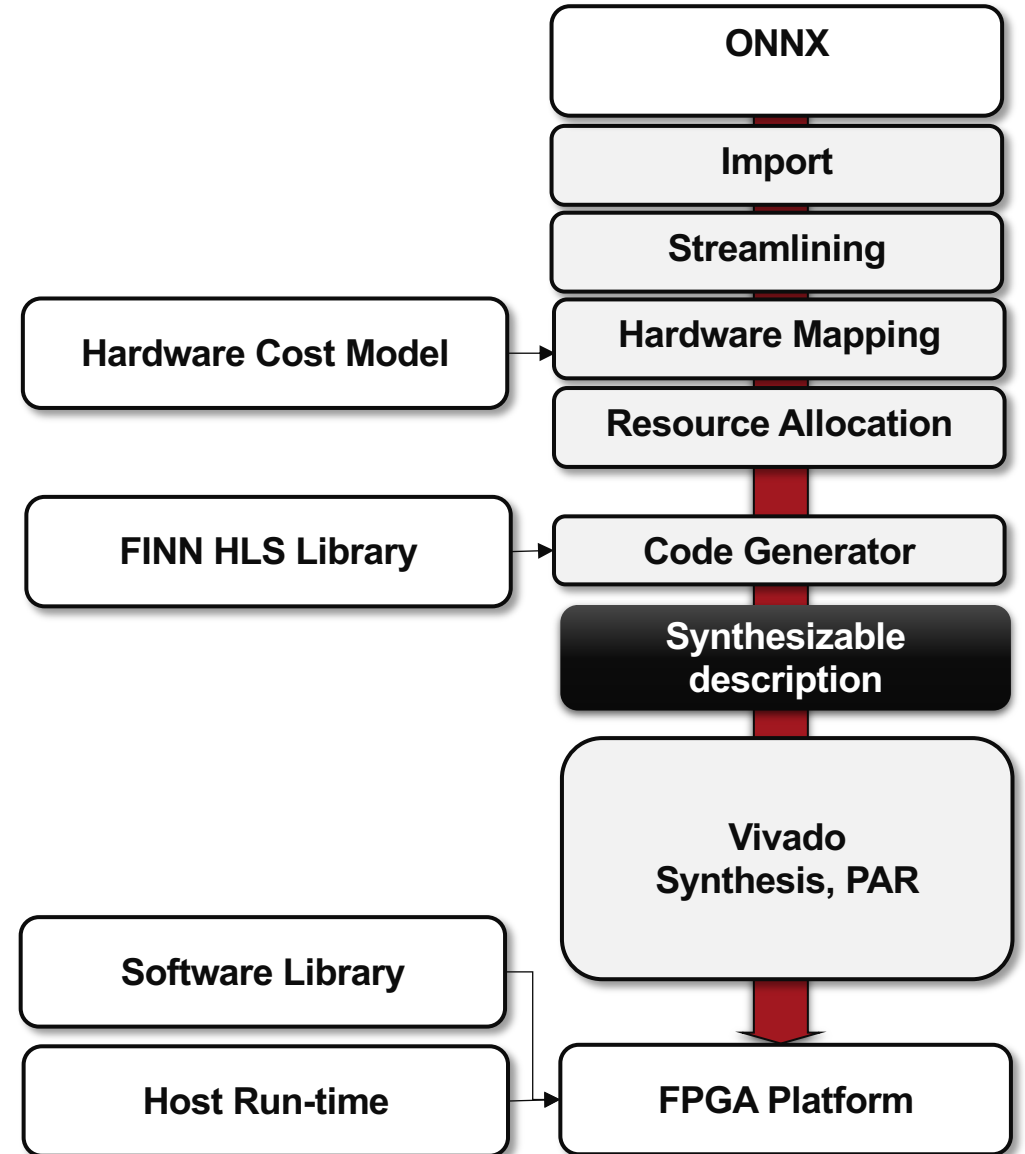 ONNX
Import
Streamlining
Hardware Cost Model
Hardware Mapping
Resource Allocation
FINN HLS Library
Code Generator
Synthesizable
description
Vivado
Synthesis, PAR
Software Library
Host Run-time
FPGA Platform